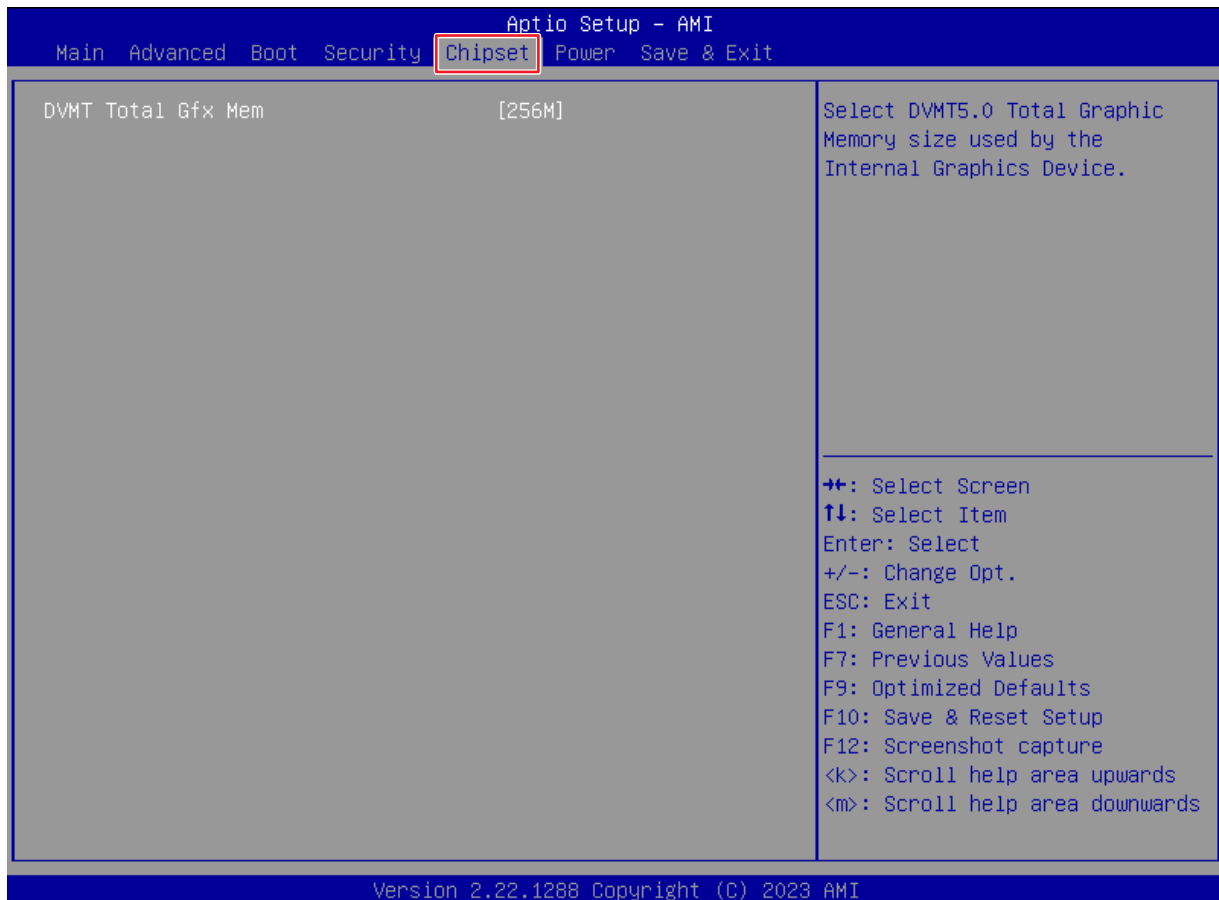 Aptio Setup – AMI
Main Advanced Boot Security Chipset Power Save & Exit
DVMT Total Gfx Mem [256M]
Select DVMT5.0 Total Graphic
Memory size used by the
Internal Graphics Device.
→←: Select Screen
↑↓: Select Item
Enter: Select
+/-: Change Opt.
ESC: Exit
F1: General Help
F7: Previous Values
F9: Optimized Defaults
F10: Save & Reset Setup
F12: Screenshot capture
<k>: Scroll help area upwards
<m>: Scroll help area downwards
Version 2.22.1288 Copyright (C) 2023 AMI